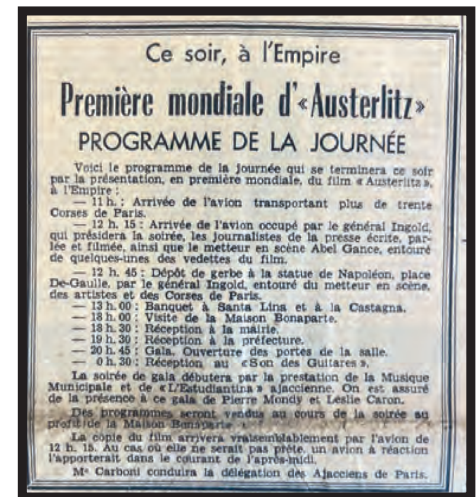 Ce soir, à l'Empire
Première mondiale d'«Austerlitz»
PROGRAMME DE LA JOURNÉE
Voici le programme de la journée qui se terminera ce soir
par la présentation, en première mondiale, du film « Austerlitz »,
à l'Empire :
— 11 h. : Arrivée de l'avion transportant plus de trente
Corses de Paris.
— 12 h. 15 : Arrivée de l'avion occupé par le général Ingold,
qui présidera la soirée, les journalistes de la presse écrite, par-
lée et filmée, ainsi que le metteur en scène Abel Gance, entouré
de quelques-unes des vedettes du film.
— 12 h. 45 : Dépôt de gerbe à la statue de Napoléon, place
De-Gaulle, par le général Ingold, entouré du metteur en scène,
des artistes et des Corses de Paris.
— 13 h. 00 : Banquet à Santa Lina et à la Castagna.
— 18 h. 00 : Visite de la Maison Bonaparte.
— 18 h. 30 : Réception à la mairie.
— 19 h. 30 : Réception à la préfecture.
— 20 h. 45 : Gala. Ouverture des portes de la salle.
— 0 h. 30 : Réception au «Son des Guitares ».
La soirée de gala débutera par la prestation de la Musique
Municipale et de «L'Estudiantina » ajaccienne. On est assuré
de la présence à ce gala de Pierre Mondy et Leslie Caron.
Des programmes seront vendus au cours de la soirée au
profit de la Maison Bonaparte
La copie du film arrivera vraisemblablement par l'avion de
12 h. 15. Au cas où elle ne serait pas prête, un avion à réaction
l'apporterait dans le courant de l'après-midi.
Me Carboni conduira la délégation des Ajacciens de Paris.